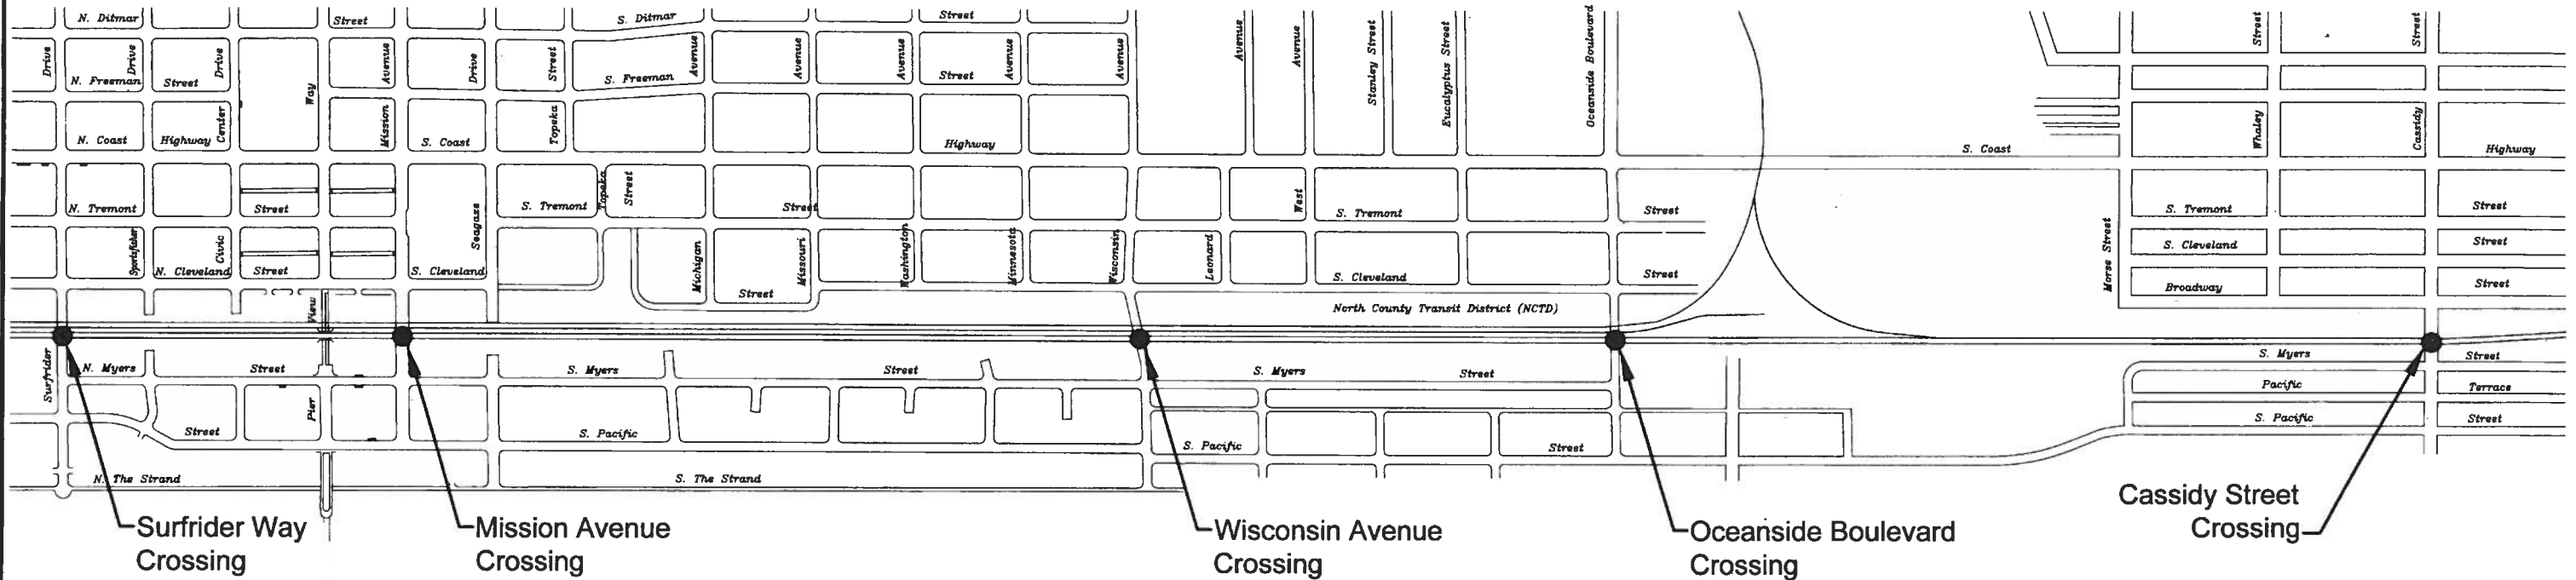 N. Ditmar Street S. Ditmar Street
Drive Drive Drive Way Avenue Drive Street Avenue Avenue Avenue Avenue Avenue Avenue Avenue Stanley Street Eucalyptus Street Oceanside Boulevard Street Street
N. Freeman Street S. Freeman Street
Center Mission Topeka Whaley Cassidy
N. Coast Highway S. Coast Highway S. Coast Highway
Topeka Street West
N. Tremont Street S. Tremont Street S. Tremont Street S. Tremont Street
Sportfisher Civic Seagaze Michigan Missouri Washington Minnesota Wisconsin Leonard Morse Street
S. Cleveland Street
N. Cleveland Street S. Cleveland S. Cleveland Street
Street Broadway Street
View North County Transit District (NCTD)
Surfrider N. Myers Street S. Myers Street S. Myers Street S. Myers Street
Pacific Terrace
Pier
Street S. Pacific S. Pacific Street S. Pacific Street
N. The Strand S. The Strand
Surfrider Way
Crossing
Mission Avenue
Crossing
Wisconsin Avenue
Crossing
Oceanside Boulevard
Crossing
Cassidy Street
Crossing